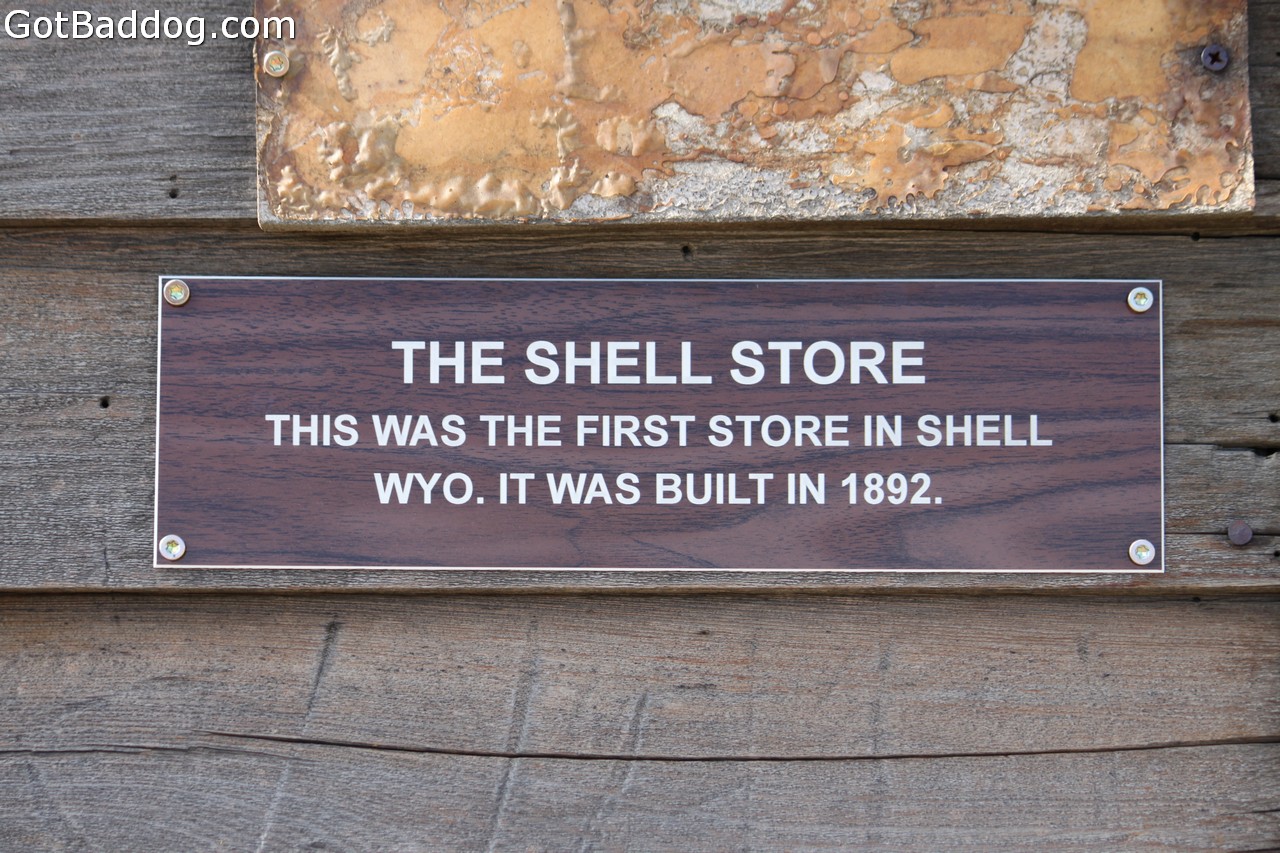 GotBaddog.com
THE SHELL STORE
THIS WAS THE FIRST STORE IN SHELL
WYO. IT WAS BUILT IN 1892.